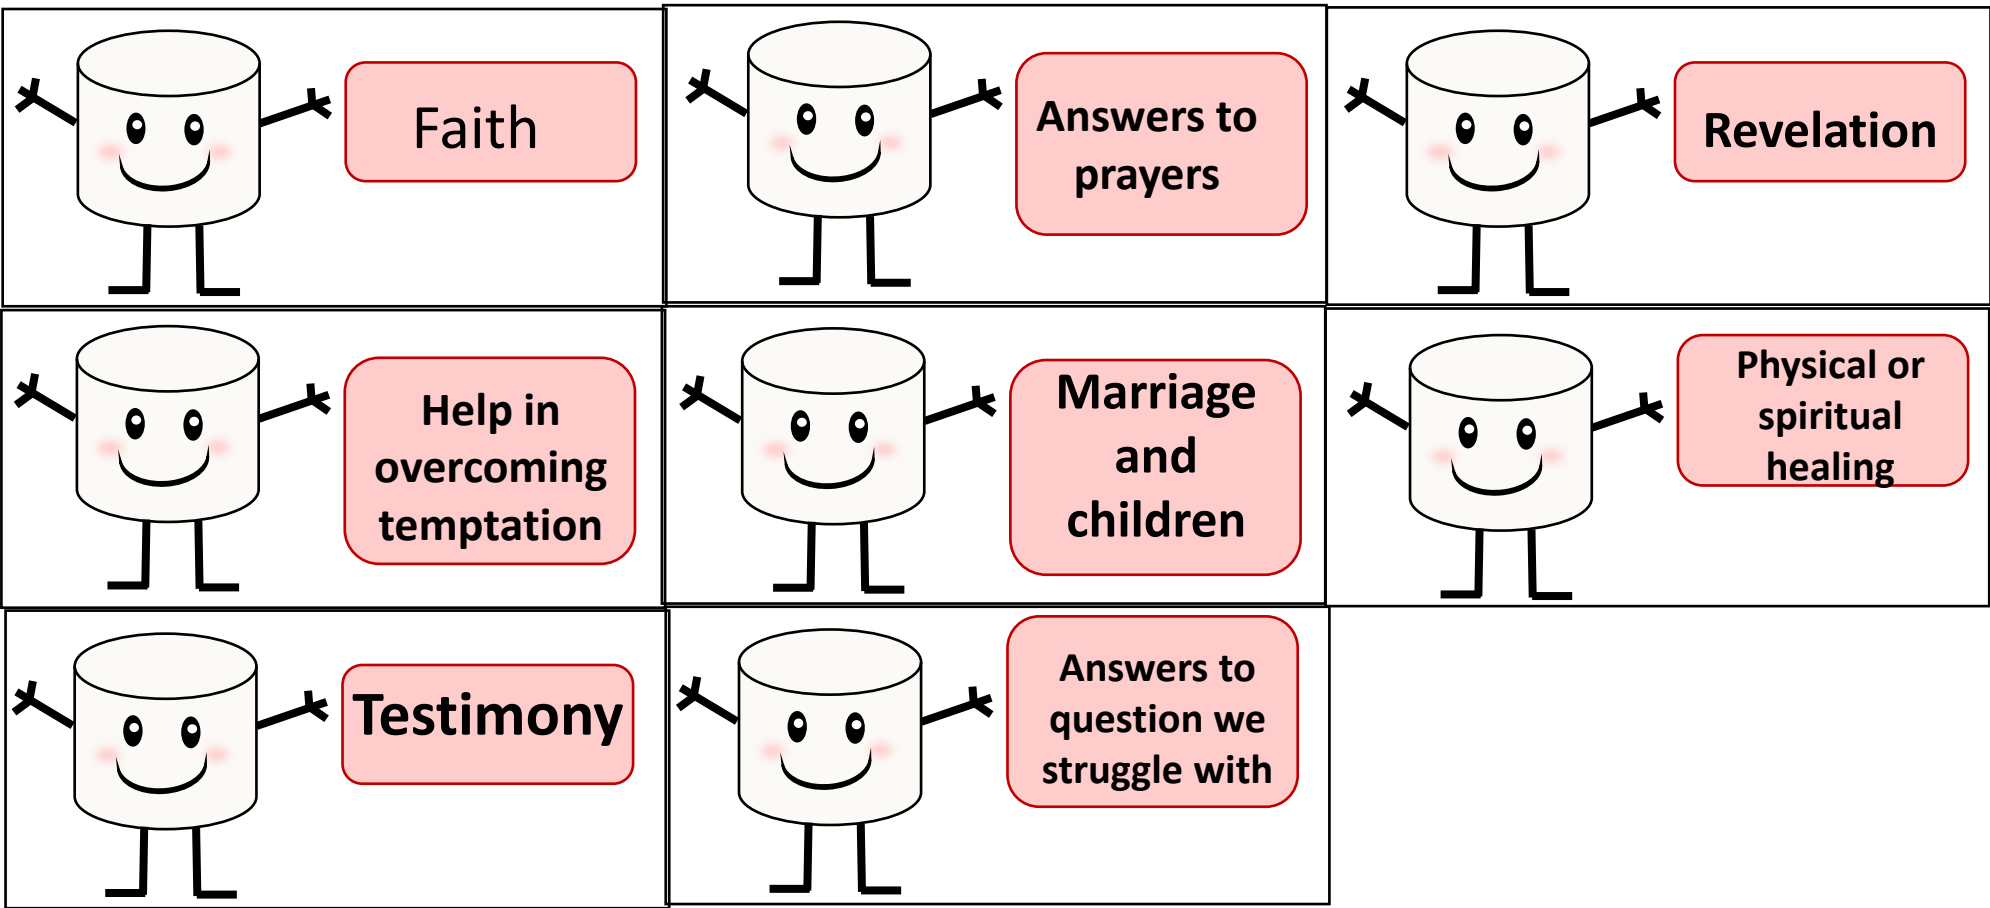 Faith
Answers to
prayers
Revelation
Help in
overcoming
temptation
Marriage
and
children
Physical or
spiritual
healing
Testimony
Answers to
question we
struggle with